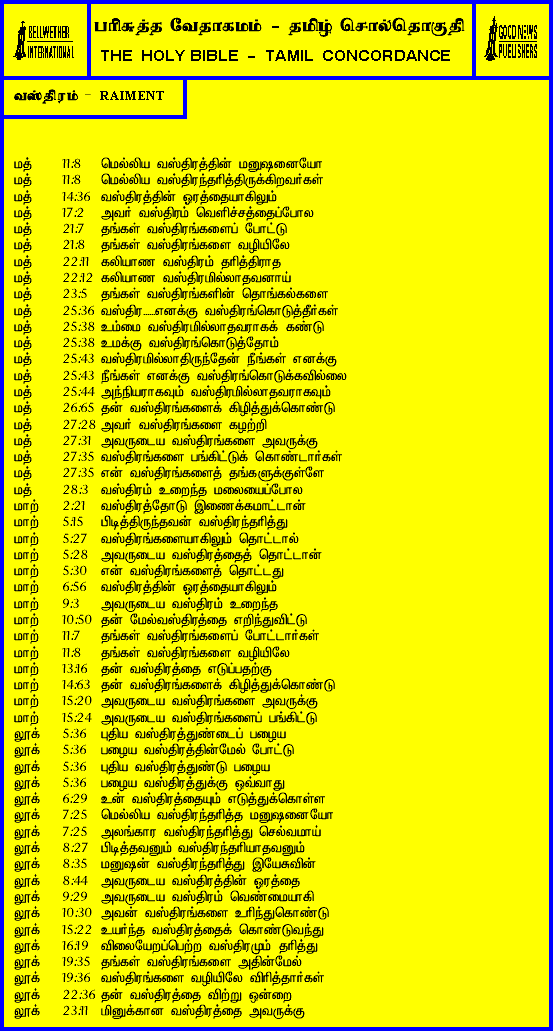 BELLWETHER
INTERNATIONAL
பரிசுத்த வேதாகமம் - தமிழ் சொல்தொகுதி
THE HOLY BIBLE - TAMIL CONCORDANCE
GOOD NEWS
PUBLISHERS
வஸ்திரம் - RAIMENT
மத் 11:8 மெல்லிய வஸ்திரத்தின் மனுஷனையோ
மத் 11:8 மெல்லிய வஸ்திரந்தரித்திருக்கிறவர்கள்
மத் 14:36 வஸ்திரத்தின் ஓரத்தையாகிலும்
மத் 17:2 அவர் வஸ்திரம் வெளிச்சத்தைப்போல
மத் 21:7 தங்கள் வஸ்திரங்களைப் போட்டு
மத் 21:8 தங்கள் வஸ்திரங்களை வழியிலே
மத் 22:11 கலியாண வஸ்திரம் தரித்திராத
மத் 22:12 கலியாண வஸ்திரமில்லாதவனாய்
மத் 23:5 தங்கள் வஸ்திரங்களின் தொங்கல்களை
மத் 25:36 வஸ்திர.....எனக்கு வஸ்திரங்கொடுத்தீர்கள்
மத் 25:38 உம்மை வஸ்திரமில்லாதவராகக் கண்டு
மத் 25:38 உமக்கு வஸ்திரங்கொடுத்தோம்
மத் 25:43 வஸ்திரமில்லாதிருந்தேன் நீங்கள் எனக்கு
மத் 25:43 நீங்கள் எனக்கு வஸ்திரங்கொடுக்கவில்லை
மத் 25:44 அந்நியராகவும் வஸ்திரமில்லாதவராகவும்
மத் 26:65 தன் வஸ்திரங்களைக் கிழித்துக்கொண்டு
மத் 27:28 அவர் வஸ்திரங்களை கழற்றி
மத் 27:31 அவருடைய வஸ்திரங்களை அவருக்கு
மத் 27:35 வஸ்திரங்களை பங்கிட்டுக் கொண்டார்கள்
மத் 27:35 என் வஸ்திரங்களைத் தங்களுக்குள்ளே
மத் 28:3 வஸ்திரம் உறைந்த மலையைப்போல
மாற் 2:21 வஸ்திரத்தோடு இணைக்கமாட்டான்
மாற் 5:15 பிடித்திருந்தவன் வஸ்திரந்தரித்து
மாற் 5:27 வஸ்திரங்களையாகிலும் தொட்டால்
மாற் 5:28 அவருடைய வஸ்திரத்தைத் தொட்டான்
மாற் 5:30 என் வஸ்திரங்களைத் தொட்டது
மாற் 6:56 வஸ்திரத்தின் ஓரத்தையாகிலும்
மாற் 9:3 அவருடைய வஸ்திரம் உறைந்த
மாற் 10:50 தன் மேல்வஸ்திரத்தை எறிந்துவிட்டு
மாற் 11:7 தங்கள் வஸ்திரங்களைப் போட்டார்கள்
மாற் 11:8 தங்கள் வஸ்திரங்களை வழியிலே
மாற் 13:16 தன் வஸ்திரத்தை எடுப்பதற்கு
மாற் 14:63 தன் வஸ்திரங்களைக் கிழித்துக்கொண்டு
மாற் 15:20 அவருடைய வஸ்திரங்களை அவருக்கு
மாற் 15:24 அவருடைய வஸ்திரங்களைப் பங்கிட்டு
லூக் 5:36 புதிய வஸ்திரத்துண்டைப் பழைய
லூக் 5:36 பழைய வஸ்திரத்தின்மேல் போட்டு
லூக் 5:36 புதிய வஸ்திரத்துண்டு பழைய
லூக் 5:36 பழைய வஸ்திரத்துக்கு ஒவ்வாது
லூக் 6:29 உன் வஸ்திரத்தையும் எடுத்துக்கொள்ள
லூக் 7:25 மெல்லிய வஸ்திரந்தரித்த மனுஷனையோ
லூக் 7:25 அலங்கார வஸ்திரந்தரித்து செல்வமாய்
லூக் 8:27 பிடித்தவனும் வஸ்திரந்தரியாதவனும்
லூக் 8:35 மனுஷன் வஸ்திரந்தரித்து இயேசுவின்
லூக் 8:44 அவருடைய வஸ்திரத்தின் ஓரத்தை
லூக் 9:29 அவருடைய வஸ்திரம் வெண்மையாகி
லூக் 10:30 அவன் வஸ்திரங்களை உரிந்துகொண்டு
லூக் 15:22 உயர்ந்த வஸ்திரத்தைக் கொண்டுவந்து
லூக் 16:19 விலையேறப்பெற்ற வஸ்திரமும் தரித்து
லூக் 19:35 தங்கள் வஸ்திரங்களை அதின்மேல்
லூக் 19:36 வஸ்திரங்களை வழியிலே விரித்தார்கள்
லூக் 22:36 தன் வஸ்திரத்தை விற்று ஒன்றை
லூக் 23:11 மினுக்கான வஸ்திரத்தை அவருக்கு